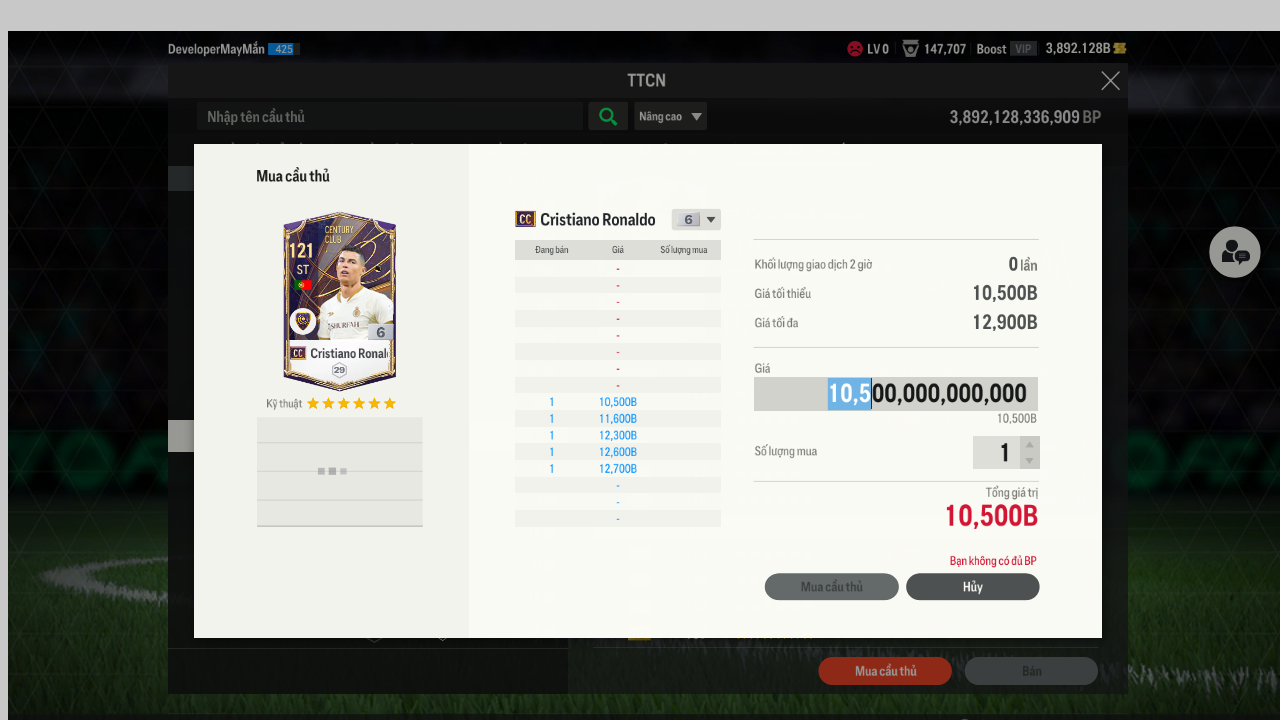 DeveloperMayMắn 425
LV 0 147,707 Boost VIP 3,892.128B
TTCN
Nhập tên cầu thủ
Nâng cao
3,892,128,336,909 BP
Mua cầu thủ
CENTURY
CLUB
121
ST
6
CC Cristiano Ronal
29
Kỹ thuật
CC Cristiano Ronaldo 6
Đang bán Giá Số lượng mua
-
-
-
-
-
-
-
-
1 10,500B
1 11,600B
1 12,300B
1 12,600B
1 12,700B
-
-
-
Khối lượng giao dịch 2 giờ 0 lần
Giá tối thiểu 10,500B
Giá tối đa 12,900B
Giá
10,500,000,000,000
10,500B
Số lượng mua 1
Tổng giá trị
10,500B
Bạn không có đủ BP
Mua cầu thủ Hủy
Mua cầu thủ Bán